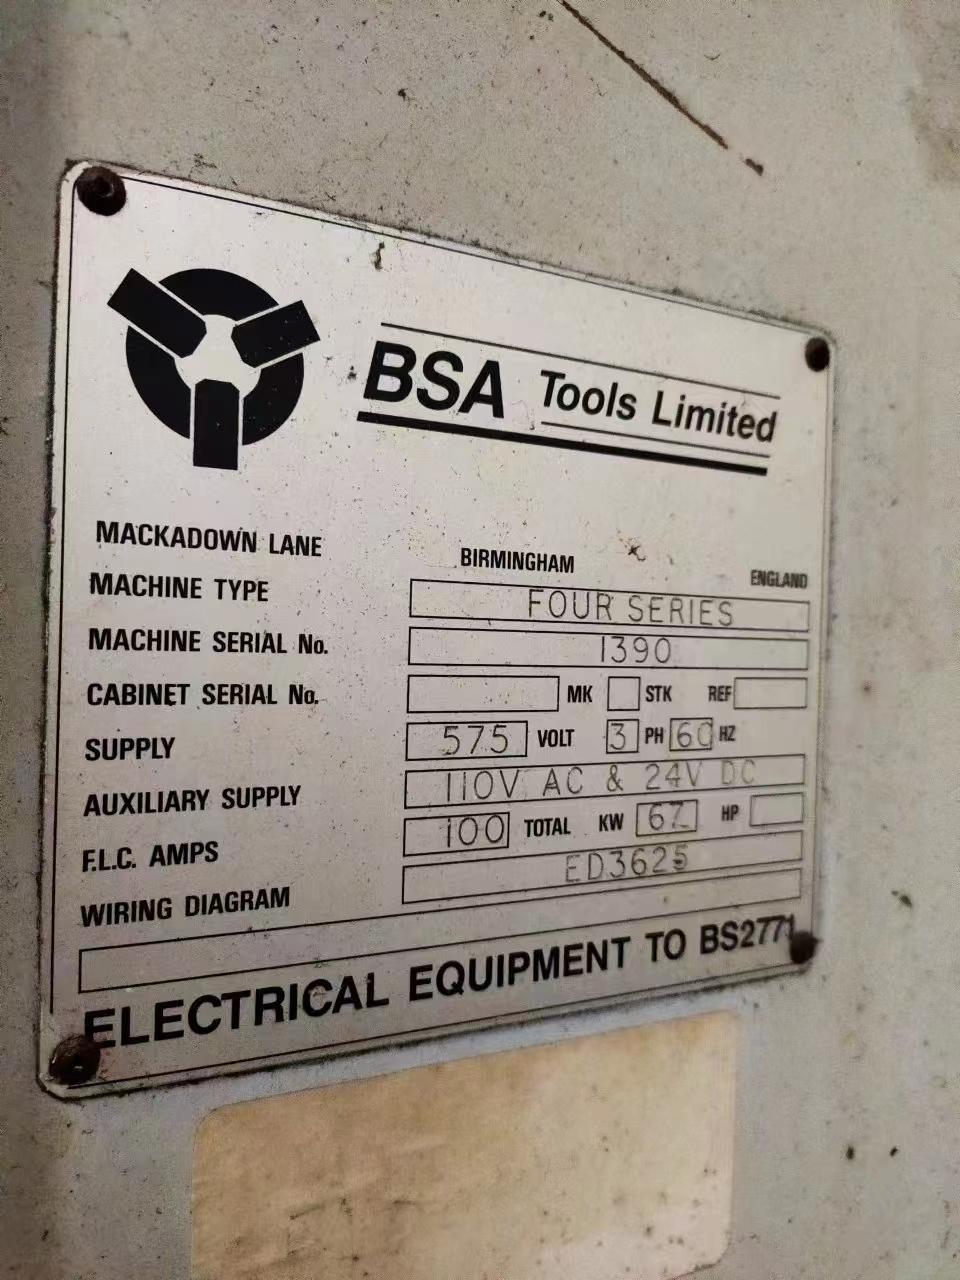 BSA Tools Limited
MACKADOWN LANE BIRMINGHAM ENGLAND
MACHINE TYPE FOUR SERIES
MACHINE SERIAL No. 1390
CABINET SERIAL No. MK STK REF
SUPPLY 575 VOLT 3 PH 60 HZ
AUXILIARY SUPPLY 110V AC & 24V DC
F.L.C. AMPS 100 TOTAL KW 67 HP
WIRING DIAGRAM ED3625
ELECTRICAL EQUIPMENT TO BS2771